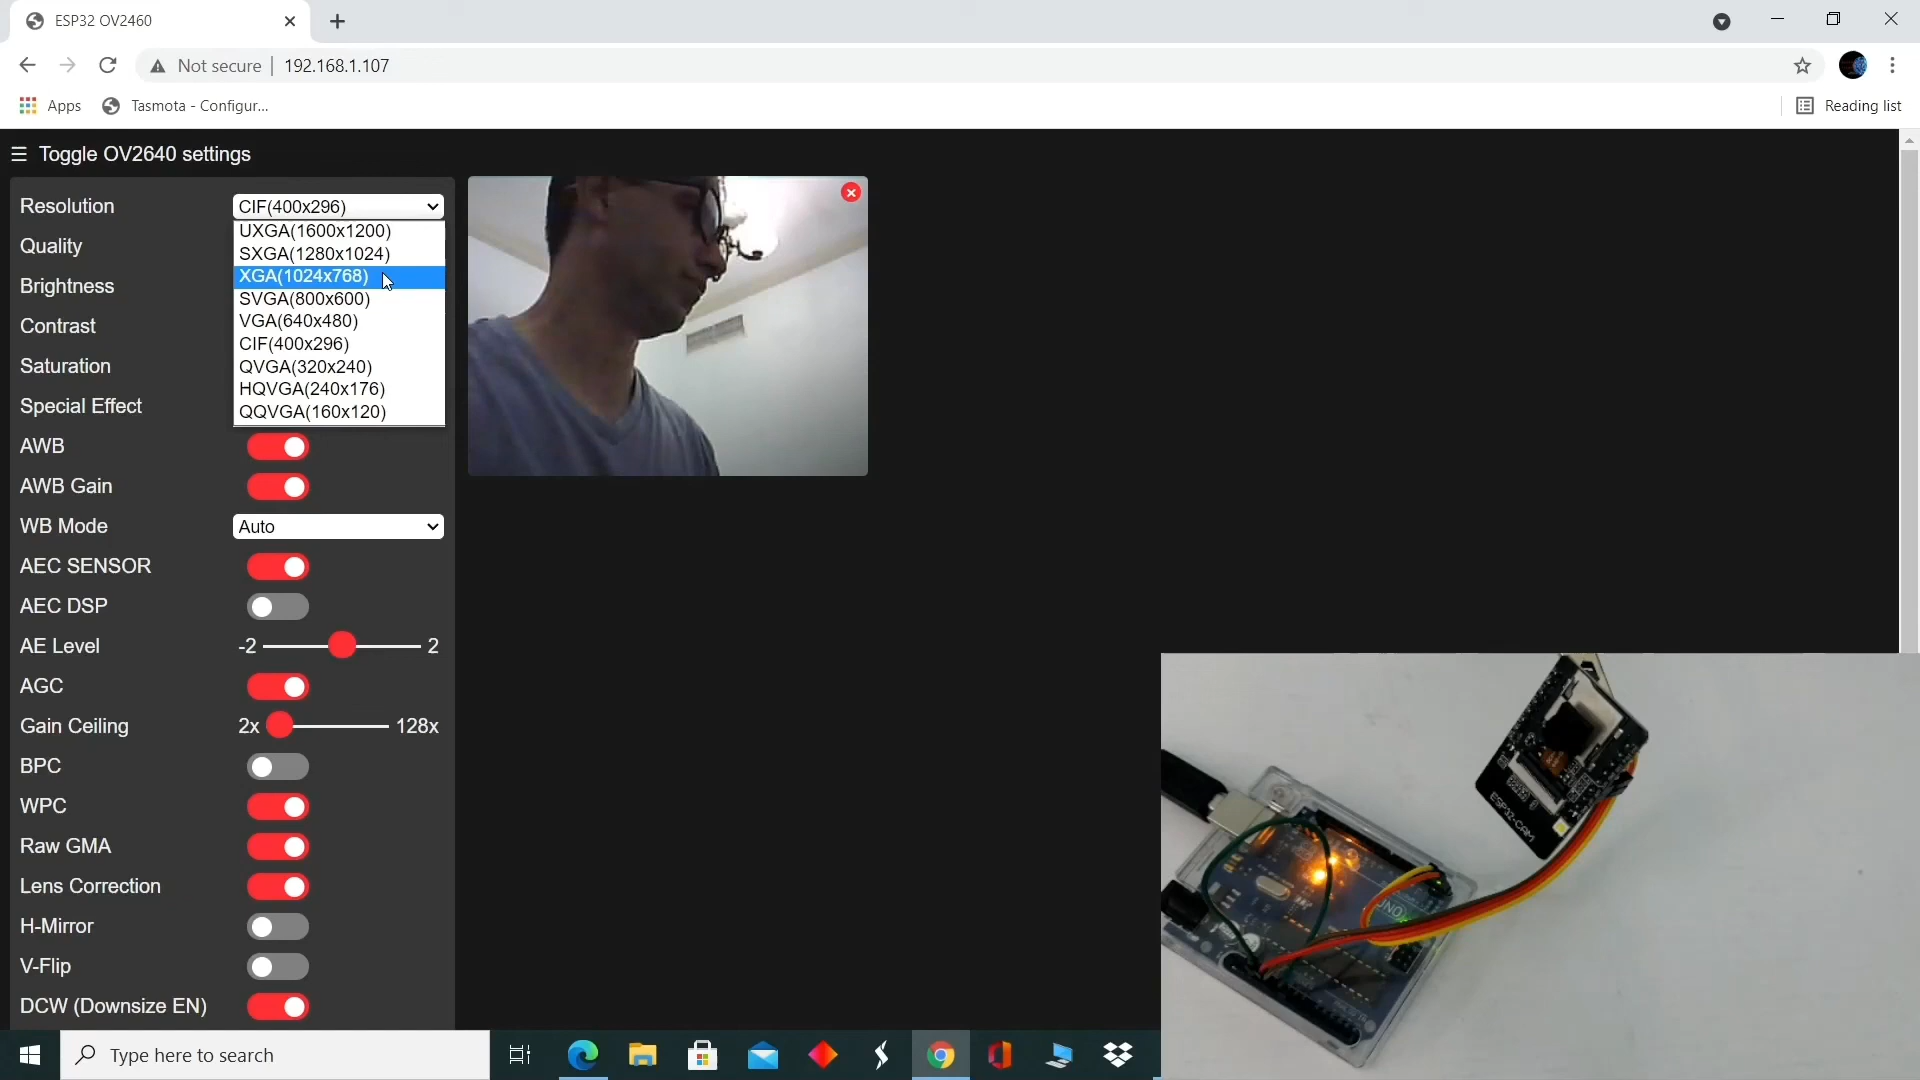 ESP32 OV2460
Not secure
192.168.1.107
Apps
Tasmota - Configur...
Reading list
☰ Toggle OV2640 settings
Resolution
CIF(400x296)
UXGA(1600x1200)
SXGA(1280x1024)
XGA(1024x768)
SVGA(800x600)
VGA(640x480)
CIF(400x296)
QVGA(320x240)
HQVGA(240x176)
QQVGA(160x120)
Quality
Brightness
Contrast
Saturation
Special Effect
AWB
AWB Gain
WB Mode
Auto
AEC SENSOR
AEC DSP
AE Level
-2
2
AGC
Gain Ceiling
2x
128x
BPC
WPC
Raw GMA
Lens Correction
H-Mirror
V-Flip
DCW (Downsize EN)
ESP32-CAM
UNO
Type here to search